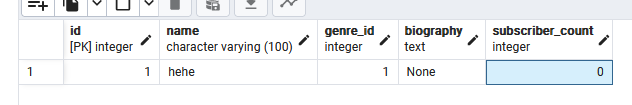 id name genre_id biography subscriber_count
[PK] integer character varying (100) integer text integer
1 1 hehe 1 None 0